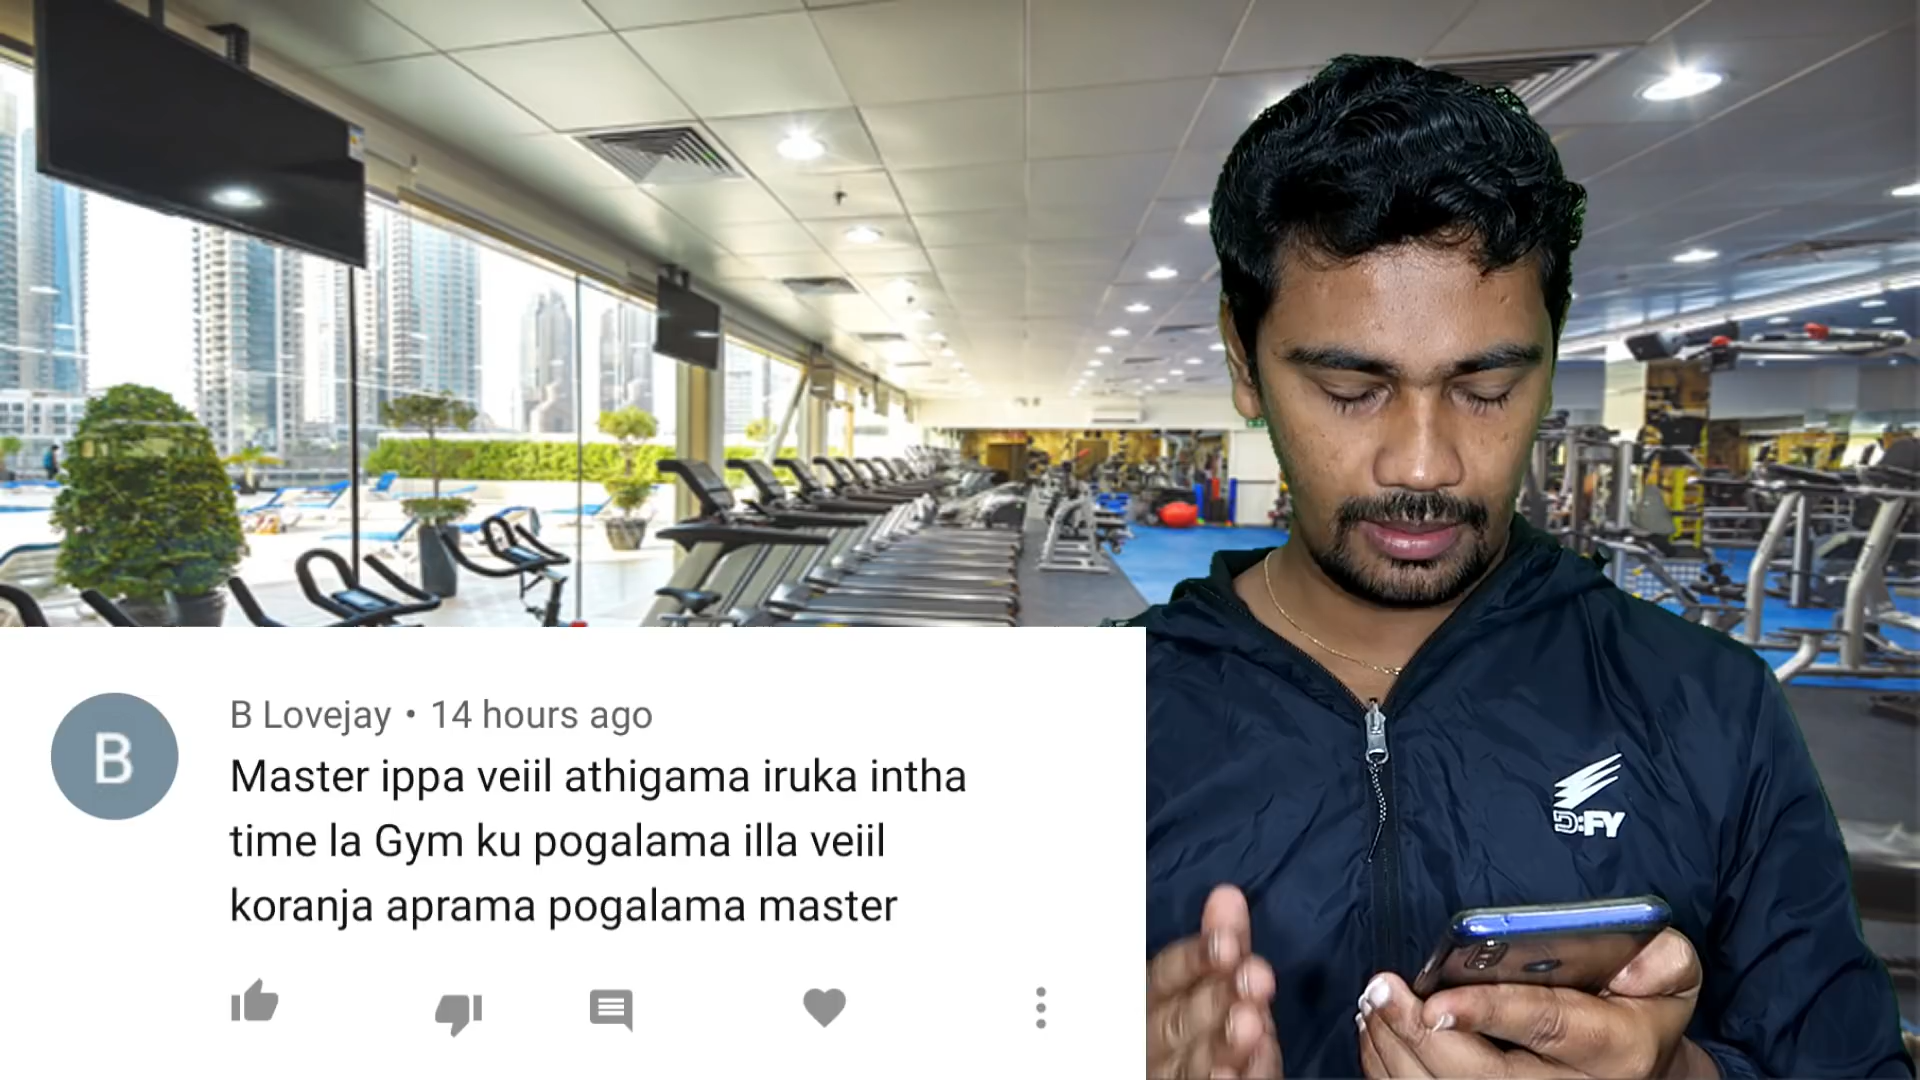 B
B Lovejay • 14 hours ago
Master ippa veiil athigama iruka intha
time la Gym ku pogalama illa veiil
koranja aprama pogalama master
D:FY